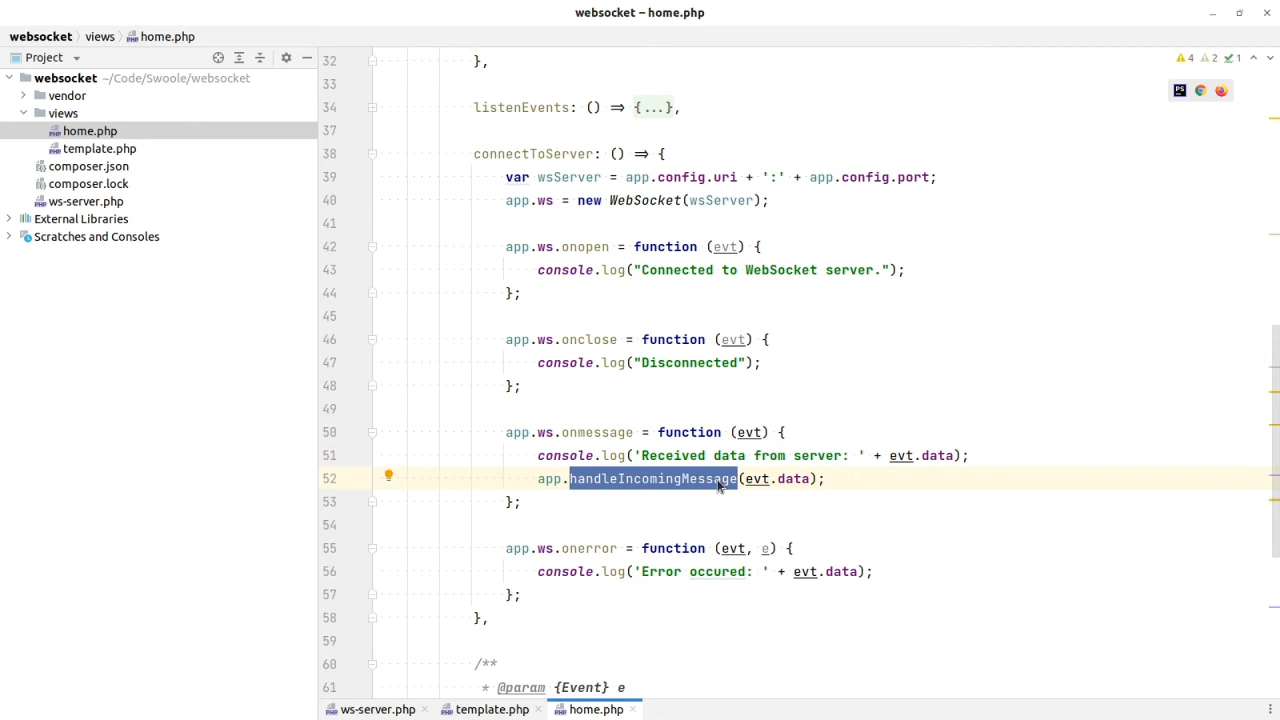 websocket – home.php
websocket views home.php
Project
websocket ~/Code/Swoole/websocket
vendor
views
home.php
template.php
composer.json
composer.lock
ws-server.php
External Libraries
Scratches and Consoles
4 2 1
32 },
33
34 listenEvents: () => {...},
37
38 connectToServer: () => {
39 var wsServer = app.config.uri + ':' + app.config.port;
40 app.ws = new WebSocket(wsServer);
41
42 app.ws.onopen = function (evt) {
43 console.log("Connected to WebSocket server.");
44 };
45
46 app.ws.onclose = function (evt) {
47 console.log("Disconnected");
48 };
49
50 app.ws.onmessage = function (evt) {
51 console.log('Received data from server: ' + evt.data);
52 app.handleIncomingMessage(evt.data);
53 };
54
55 app.ws.onerror = function (evt, e) {
56 console.log('Error occured: ' + evt.data);
57 };
58 },
59
60 /**
61 * @param {Event} e
ws-server.php template.php home.php